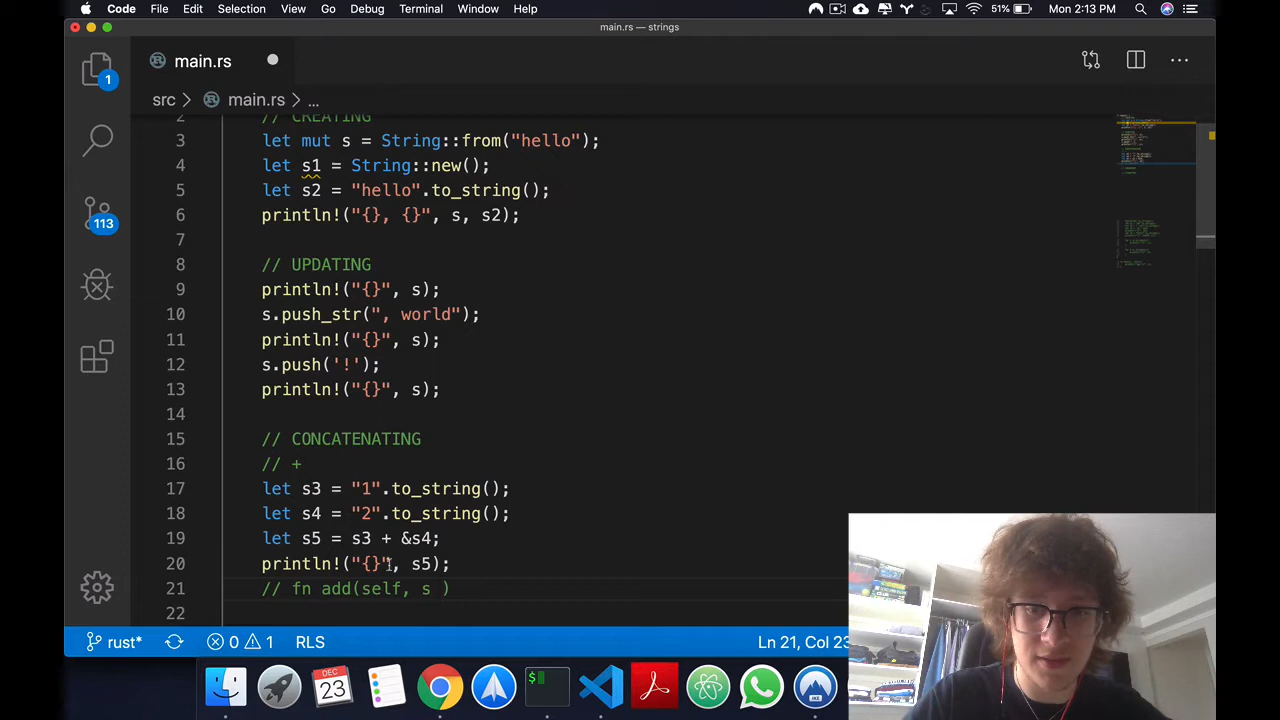 Code File Edit Selection View Go Debug Terminal Window Help 51% Mon 2:13 PM
main.rs — strings
main.rs
1
src > main.rs > ...
2 // CREATING
3 let mut s = String::from("hello");
4 let s1 = String::new();
5 let s2 = "hello".to_string();
6 println!("{}, {}", s, s2);
7
8 // UPDATING
9 println!("{}", s);
10 s.push_str(", world");
11 println!("{}", s);
12 s.push('!');
13 println!("{}", s);
14
15 // CONCATENATING
16 // +
17 let s3 = "1".to_string();
18 let s4 = "2".to_string();
19 let s5 = s3 + &s4;
20 println!("{}", s5);
21 // fn add(self, s )
22
113
rust* 0 1 RLS Ln 21, Col 23
DEC
23
$